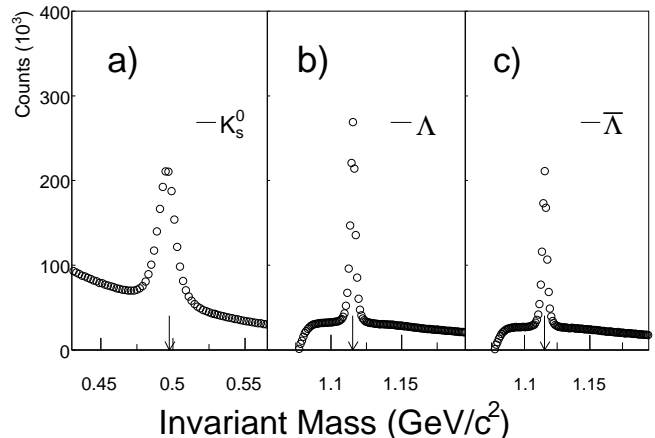 Counts (10³)
400
300
200
100
0
a)
b)
c)
— K⁰ₛ
— Λ
— Λ̅
0.45 0.5 0.55 1.1 1.15 1.1 1.15
Invariant Mass (GeV/c²)